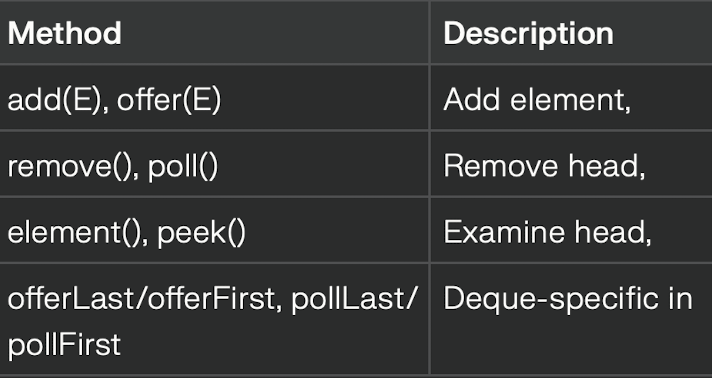 Method Description
add(E), offer(E) Add element,
remove(), poll() Remove head,
element(), peek() Examine head,
offerLast/offerFirst, pollLast/ Deque-specific in
pollFirst